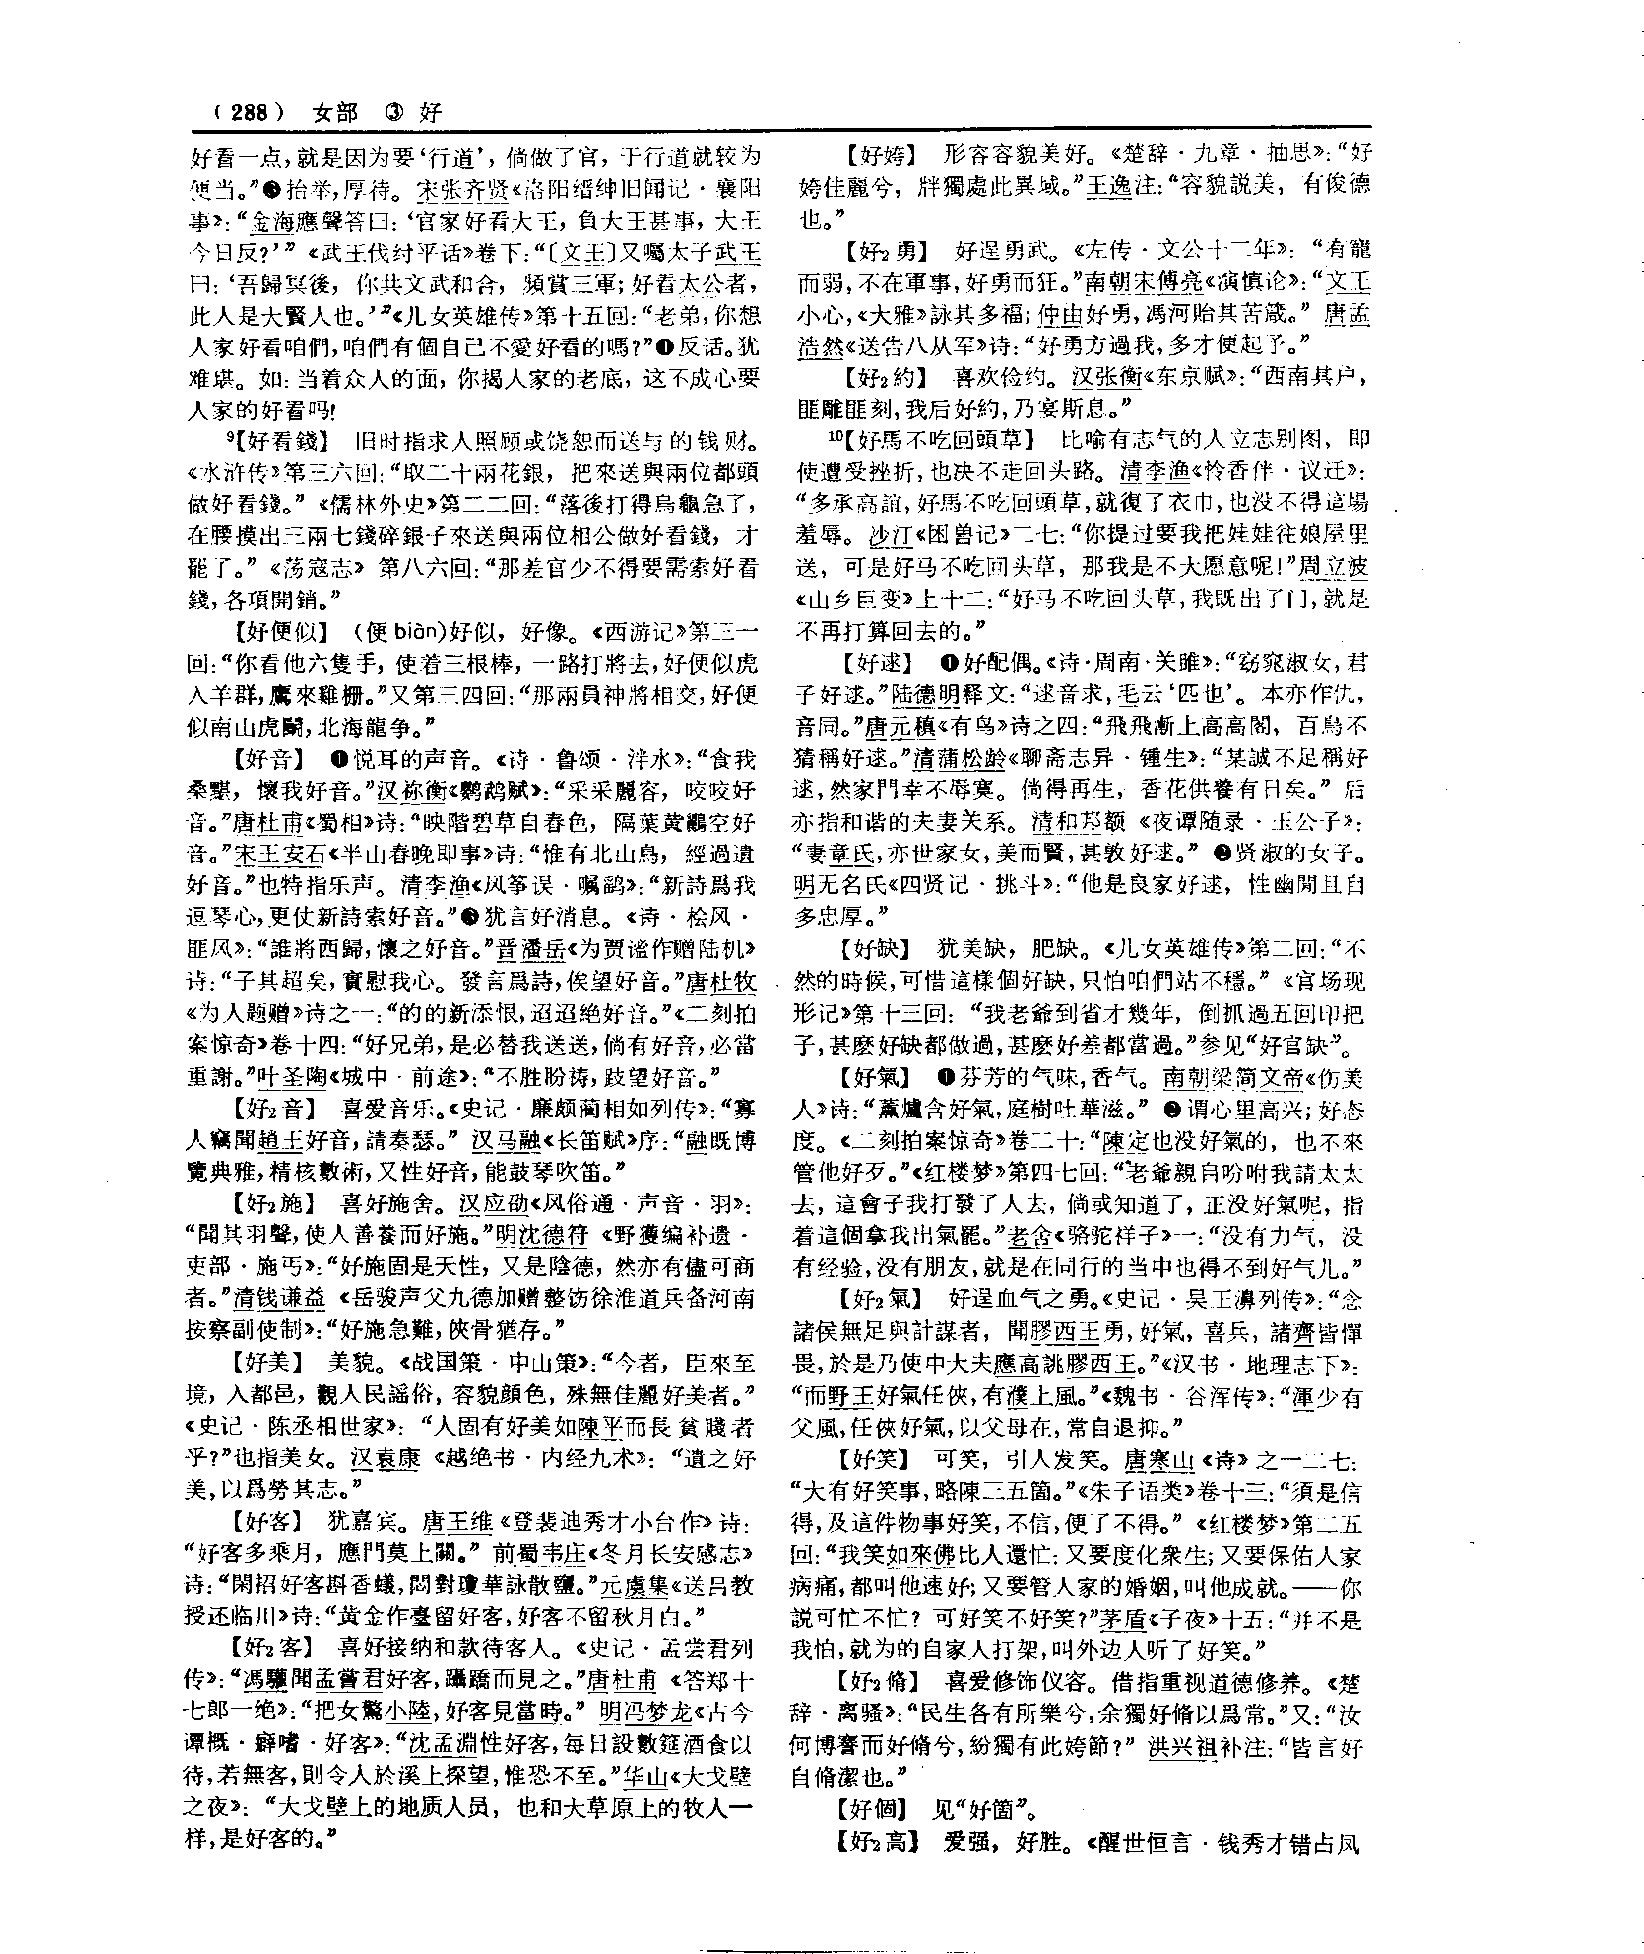 （288） 女部 ③ 好
好看一点，就是因为要‘行道’，倘做了官，于行道就较为
便当。”❸抬举，厚待。宋张齐贤《洛阳缙绅旧闻记·襄阳
事》：“金海應聲答曰：‘官家好看大王，負大王甚事，大王
今日反？’”《武王伐纣平话》卷下：“〔文王〕又囑太子武王
曰：‘吾歸冥後，你共文武和合，頻賞三軍；好看太公者，
此人是大賢人也。’”《儿女英雄传》第十五回：“老弟，你想
人家好看咱們，咱們有個自己不愛好看的嗎？”❹反话。犹
难堪。如：当着众人的面，你揭人家的老底，这不成心要
人家的好看吗！
⁹【好看錢】 旧时指求人照顾或饶恕而送与的钱财。
《水浒传》第三六回：“取二十兩花銀，把來送與兩位都頭
做好看錢。”《儒林外史》第二二回：“落後打得烏龜急了，
在腰摸出三兩七錢碎銀子來送與兩位相公做好看錢，才
罷了。”《荡寇志》第八六回：“那差官少不得要需索好看
錢，各項開銷。”
【好便似】 （便 biàn）好似，好像。《西游记》第三一
回：“你看他六隻手，使着三根棒，一路打將去，好便似虎
入羊群，鷹來雞栅。”又第三四回：“那兩員神將相交，好便
似南山虎鬭，北海龍争。”
【好音】 ❶悦耳的声音。《诗·鲁颂·泮水》：“食我
桑黮，懷我好音。”汉祢衡《鹦鹉赋》：“采采麗容，咬咬好
音。”唐杜甫《蜀相》诗：“映階碧草自春色，隔葉黄鸝空好
音。”宋王安石《半山春晚即事》诗：“惟有北山鳥，經過遺
好音。”也特指乐声。清李渔《风筝误·嘱鹞》：“新詩爲我
逗琴心，更仗新詩索好音。”❷犹言好消息。《诗·桧风·
匪风》：“誰將西歸，懷之好音。”晋潘岳《为贾谧作赠陆机》
诗：“子其超矣，實慰我心。發言爲詩，俟望好音。”唐杜牧
《为人题赠》诗之一：“的的新添恨，迢迢绝好音。”《二刻拍
案惊奇》卷十四：“好兄弟，是必替我送送，倘有好音，必當
重謝。”叶圣陶《城中·前途》：“不胜盼祷，跂望好音。”
【好₂音】 喜爱音乐。《史记·廉颇蔺相如列传》：“寡
人竊聞趙王好音，請奏瑟。”汉马融《长笛赋》序：“融既博
覽典雅，精核數術，又性好音，能鼓琴吹笛。”
【好₂施】 喜好施舍。汉应劭《风俗通·声音·羽》：
“聞其羽聲，使人善養而好施。”明沈德符《野獲编补遗·
吏部·施丐》：“好施固是天性，又是陰德，然亦有儘可商
者。”清钱谦益《岳骏声父九德加赠整饬徐淮道兵备河南
按察副使制》：“好施急難，俠骨猶存。”
【好美】 美貌。《战国策·中山策》：“今者，臣來至
境，入都邑，觀人民謡俗，容貌顔色，殊無佳麗好美者。”
《史记·陈丞相世家》：“人固有好美如陳平而長貧賤者
乎？”也指美女。汉袁康《越绝书·内经九术》：“遺之好
美，以爲勞其志。”
【好客】 犹嘉宾。唐王维《登裴迪秀才小台作》诗：
“好客多乘月，應門莫上關。”前蜀韦庄《冬月长安感志》
诗：“閑招好客斟香蟻，悶對瓊華詠散鹽。”元虞集《送吕教
授还临川》诗：“黄金作臺留好客，好客不留秋月白。”
【好₂客】 喜好接纳和款待客人。《史记·孟尝君列
传》：“馮驩聞孟嘗君好客，躡蹻而見之。”唐杜甫《答郑十
七郎一绝》：“把文驚小陸，好客見當時。”明冯梦龙《古今
谭概·癖嗜·好客》：“沈孟淵性好客，每日設數筵酒食以
待，若無客，則令人於溪上探望，惟恐不至。”华山《大戈壁
之夜》：“大戈壁上的地质人员，也和大草原上的牧人一
样，是好客的。”
【好姱】 形容容貌美好。《楚辞·九章·抽思》：“好
姱佳麗兮，牉獨處此異域。”王逸注：“容貌説美，有俊德
也。”
【好₂勇】 好逞勇武。《左传·文公十二年》：“有寵
而弱，不在軍事，好勇而狂。”南朝宋傅亮《演慎论》：“文王
小心，《大雅》詠其多福；仲由好勇，馮河貽其苦箴。”唐孟
浩然《送告八从军》诗：“好勇方過我，多才便起予。”
【好₂約】 喜欢俭约。汉张衡《东京赋》：“西南其户，
匪雕匪刻，我后好約，乃宴斯息。”
¹⁰【好馬不吃回頭草】 比喻有志气的人立志别图，即
使遭受挫折，也决不走回头路。清李渔《怜香伴·议迁》：
“多承高誼，好馬不吃回頭草，就復了衣巾，也没不得這場
羞辱。沙汀《困兽记》二七：“你提过要我把娃娃往娘屋里
送，可是好马不吃回头草，那我是不大愿意呢！”周立波
《山乡巨变》上十二：“好马不吃回头草，我既出了门，就是
不再打算回去的。”
【好逑】 ❶好配偶。《诗·周南·关雎》：“窈窕淑女，君
子好逑。”陆德明释文：“逑音求，毛云‘匹也’。本亦作仇，
音同。”唐元稹《有鸟》诗之四：“飛飛漸上高高閣，百鳥不
猜稱好逑。”清蒲松龄《聊斋志异·锺生》：“某誠不足稱好
逑，然家門幸不辱寞。倘得再生，香花供養有日矣。”后
亦指和谐的夫妻关系。清和邦额《夜谭随录·玉公子》：
“妻童氏，亦世家女，美而賢，甚敦好逑。”❷贤淑的女子。
明无名氏《四贤记·挑斗》：“他是良家好逑，性幽閒且自
多忠厚。”
【好缺】 犹美缺，肥缺。《儿女英雄传》第二回：“不
然的時候，可惜這樣個好缺，只怕咱們站不穩。”《官场现
形记》第十三回：“我老爺到省才幾年，倒抓過五回印把
子，甚麽好缺都做過，甚麽好差都當過。”参见“好官缺”。
【好氣】 ❶芬芳的气味，香气。南朝梁简文帝《伤美
人》诗：“薰爐含好氣，庭樹吐華滋。”❷谓心里高兴；好态
度。《二刻拍案惊奇》卷二十：“陳定也没好氣的，也不來
管他好歹。”《红楼梦》第四七回：“老爺親自吩咐我請太太
去，這會子我打發了人去，倘或知道了，正没好氣呢，指
着這個拿我出氣罷。”老舍《骆驼祥子》一：“没有力气，没
有经验，没有朋友，就是在同行的当中也得不到好气儿。”
【好₂氣】 好逞血气之勇。《史记·吴王濞列传》：“念
諸侯無足與計謀者，聞膠西王勇，好氣，喜兵，諸齊皆憚
畏，於是乃使中大夫應高誂膠西王。”《汉书·地理志下》：
“而野王好氣任俠，有濮上風。”《魏书·谷浑传》：“渾少有
父風，任俠好氣，以父母在，常自退抑。”
【好笑】 可笑，引人发笑。唐寒山《诗》之一二七：
“大有好笑事，略陳三五箇。”《朱子语类》卷十三：“須是信
得，及這件物事好笑，不信，便了不得。”《红楼梦》第二五
回：“我笑如來佛比人還忙：又要度化衆生；又要保佑人家
病痛，都叫他速好；又要管人家的婚姻，叫他成就。——你
説可忙不忙？可好笑不好笑？”茅盾《子夜》十五：“并不是
我怕，就为的自家人打架，叫外边人听了好笑。”
【好₂脩】 喜爱修饰仪容。借指重视道德修养。《楚
辞·离骚》：“民生各有所樂兮，余獨好脩以爲常。”又：“汝
何博謇而好脩兮，紛獨有此姱節？”洪兴祖补注：“皆言好
自脩潔也。”
【好個】 见“好箇”。
【好₂高】 爱强，好胜。《醒世恒言·钱秀才错占凤